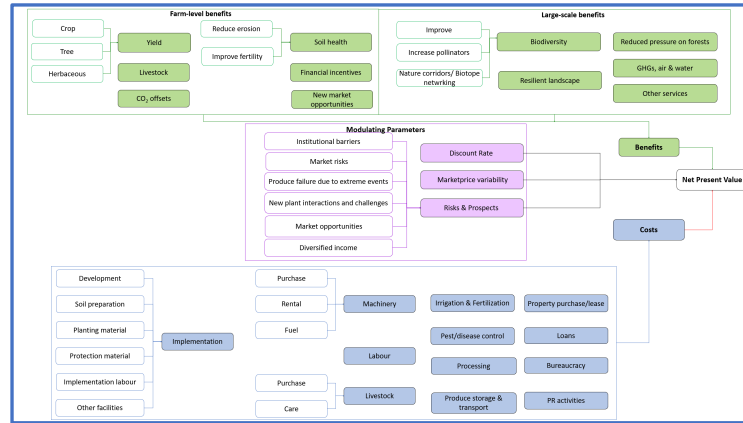 Farm-level benefits
Large-scale benefits
Crop
Tree
Herbaceous
Yield
Livestock
CO₂ offsets
Reduce erosion
Improve fertility
Soil health
Financial incentives
New market
opportunities
Improve
Increase pollinators
Nature corridors/ Biotope
netwrking
Biodiversity
Resilient landscape
Reduced pressure on forests
GHGs, air & water
Other services
Modulating Parameters
Institutional barriers
Market risks
Produce failure due to extreme events
New plant interactions and challenges
Market opportunities
Diversified income
Discount Rate
Marketprice variability
Risks & Prospects
Benefits
Net Present Value
Costs
Development
Soil preparation
Planting material
Protection material
Implementation labour
Other facilities
Implementation
Purchase
Rental
Fuel
Machinery
Labour
Purchase
Care
Livestock
Irrigation & Fertilization
Pest/disease control
Processing
Produce storage &
transport
Property purchase/lease
Loans
Bureaucracy
PR activities